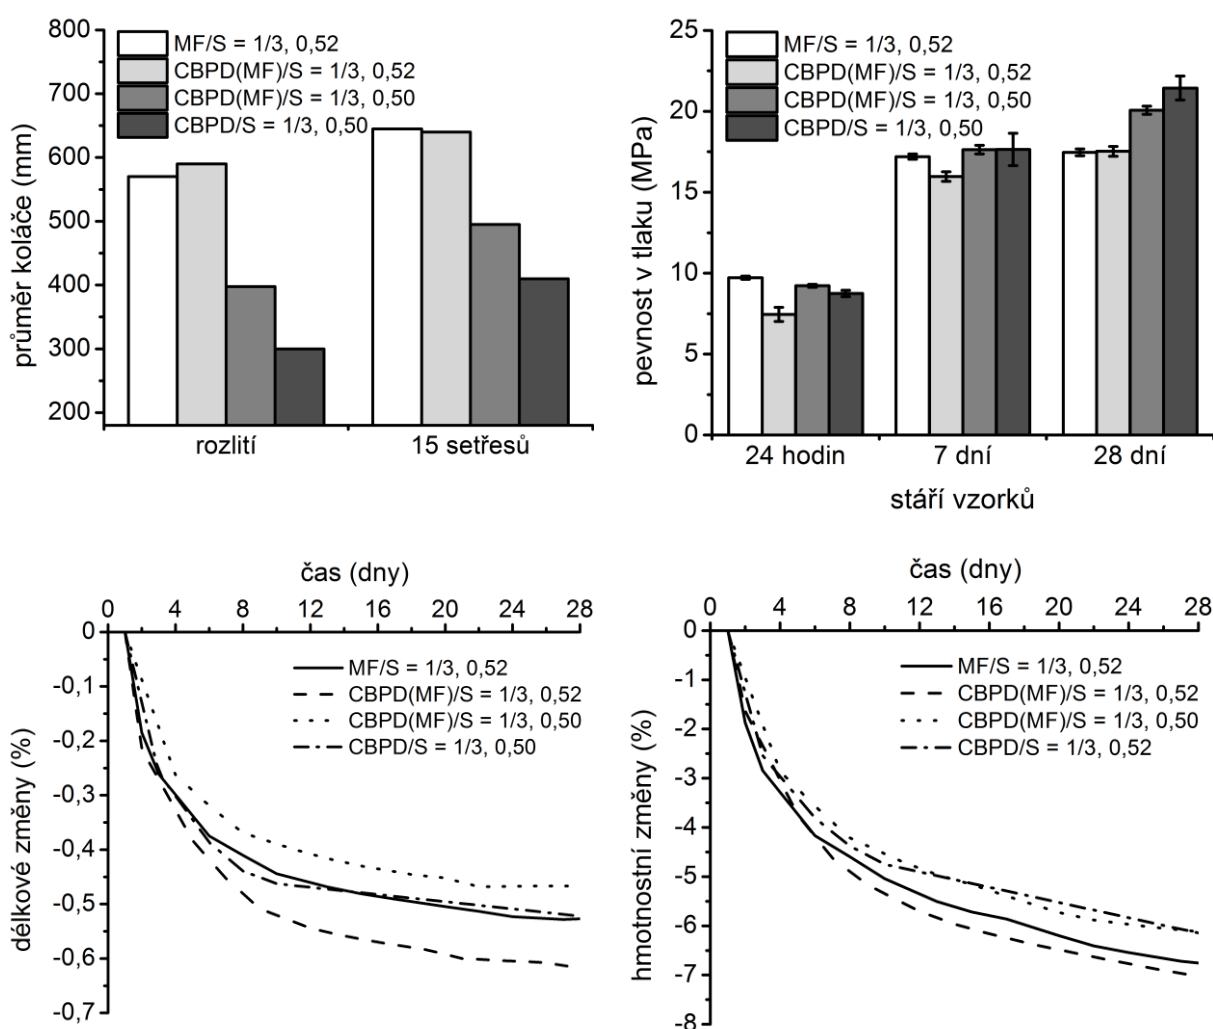 800
700
600
500
400
300
200
průměr koláče (mm)
MF/S = 1/3, 0,52
CBPD(MF)/S = 1/3, 0,52
CBPD(MF)/S = 1/3, 0,50
CBPD/S = 1/3, 0,50
rozlití
15 setřesů
25
20
15
10
5
0
pevnost v tlaku (MPa)
MF/S = 1/3, 0,52
CBPD(MF)/S = 1/3, 0,52
CBPD(MF)/S = 1/3, 0,50
CBPD/S = 1/3, 0,50
24 hodin
7 dní
28 dní
stáří vzorků
čas (dny)
0 4 8 12 16 20 24 28
0
-0,1
-0,2
-0,3
-0,4
-0,5
-0,6
-0,7
délkové změny (%)
MF/S = 1/3, 0,52
CBPD(MF)/S = 1/3, 0,52
CBPD(MF)/S = 1/3, 0,50
CBPD/S = 1/3, 0,50
čas (dny)
0 4 8 12 16 20 24 28
0
-1
-2
-3
-4
-5
-6
-7
-8
hmotnostní změny (%)
MF/S = 1/3, 0,52
CBPD(MF)/S = 1/3, 0,52
CBPD(MF)/S = 1/3, 0,50
CBPD/S = 1/3, 0,52